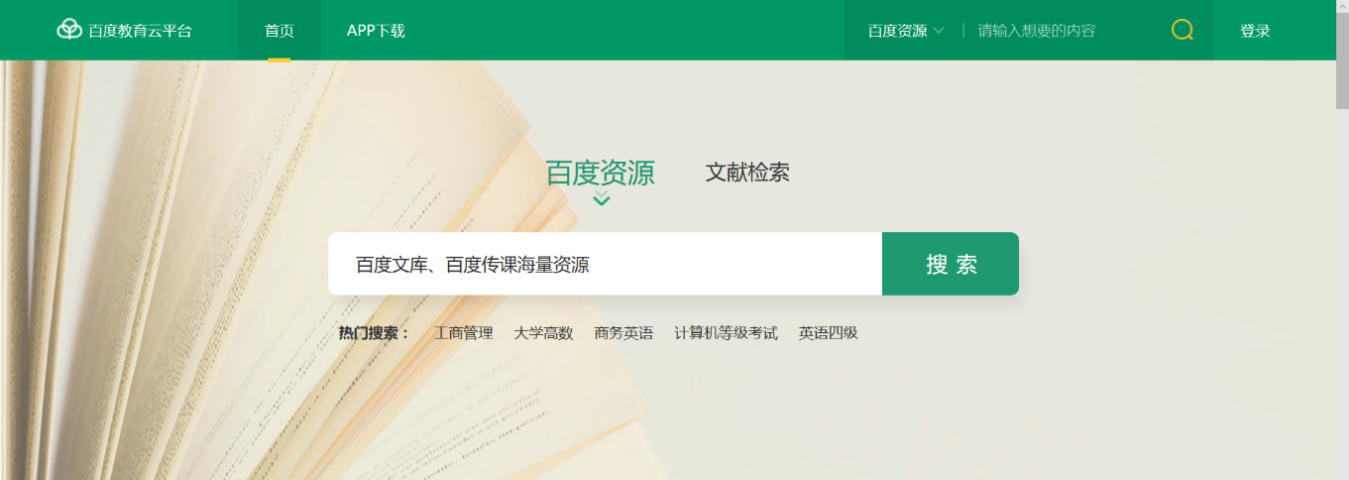 百度教育云平台 首页 APP下载 百度资源 请输入想要的内容 登录
百度资源 文献检索
百度文库、百度传课海量资源 搜索
热门搜索： 工商管理 大学高数 商务英语 计算机等级考试 英语四级